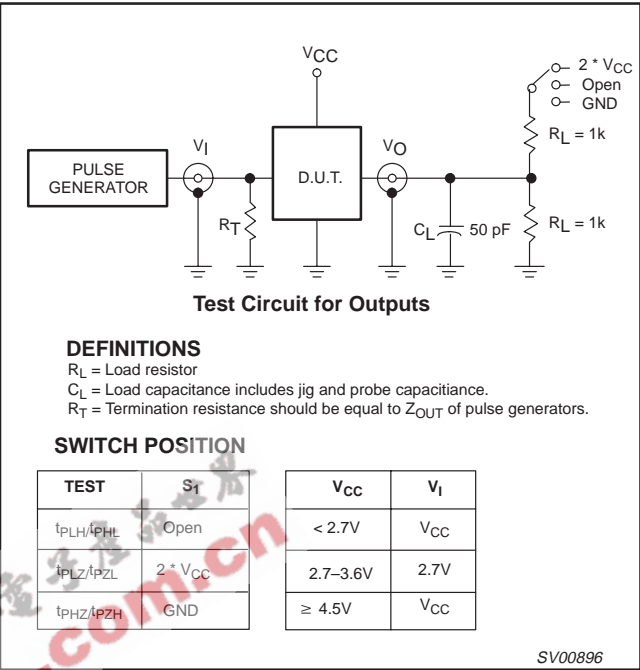 VCC
2 * VCC
Open
GND
VI
VO
RL = 1k
PULSE
GENERATOR
D.U.T.
RT
CL
50 pF
RL = 1k
Test Circuit for Outputs
DEFINITIONS
RL = Load resistor
CL = Load capacitance includes jig and probe capacitiance.
RT = Termination resistance should be equal to ZOUT of pulse generators.
SWITCH POSITION
TEST S1
tPLH/tPHL Open
tPLZ/tPZL 2 * VCC
tPHZ/tPZH GND
VCC VI
< 2.7V VCC
2.7–3.6V 2.7V
≥ 4.5V VCC
.com.cn
SV00896